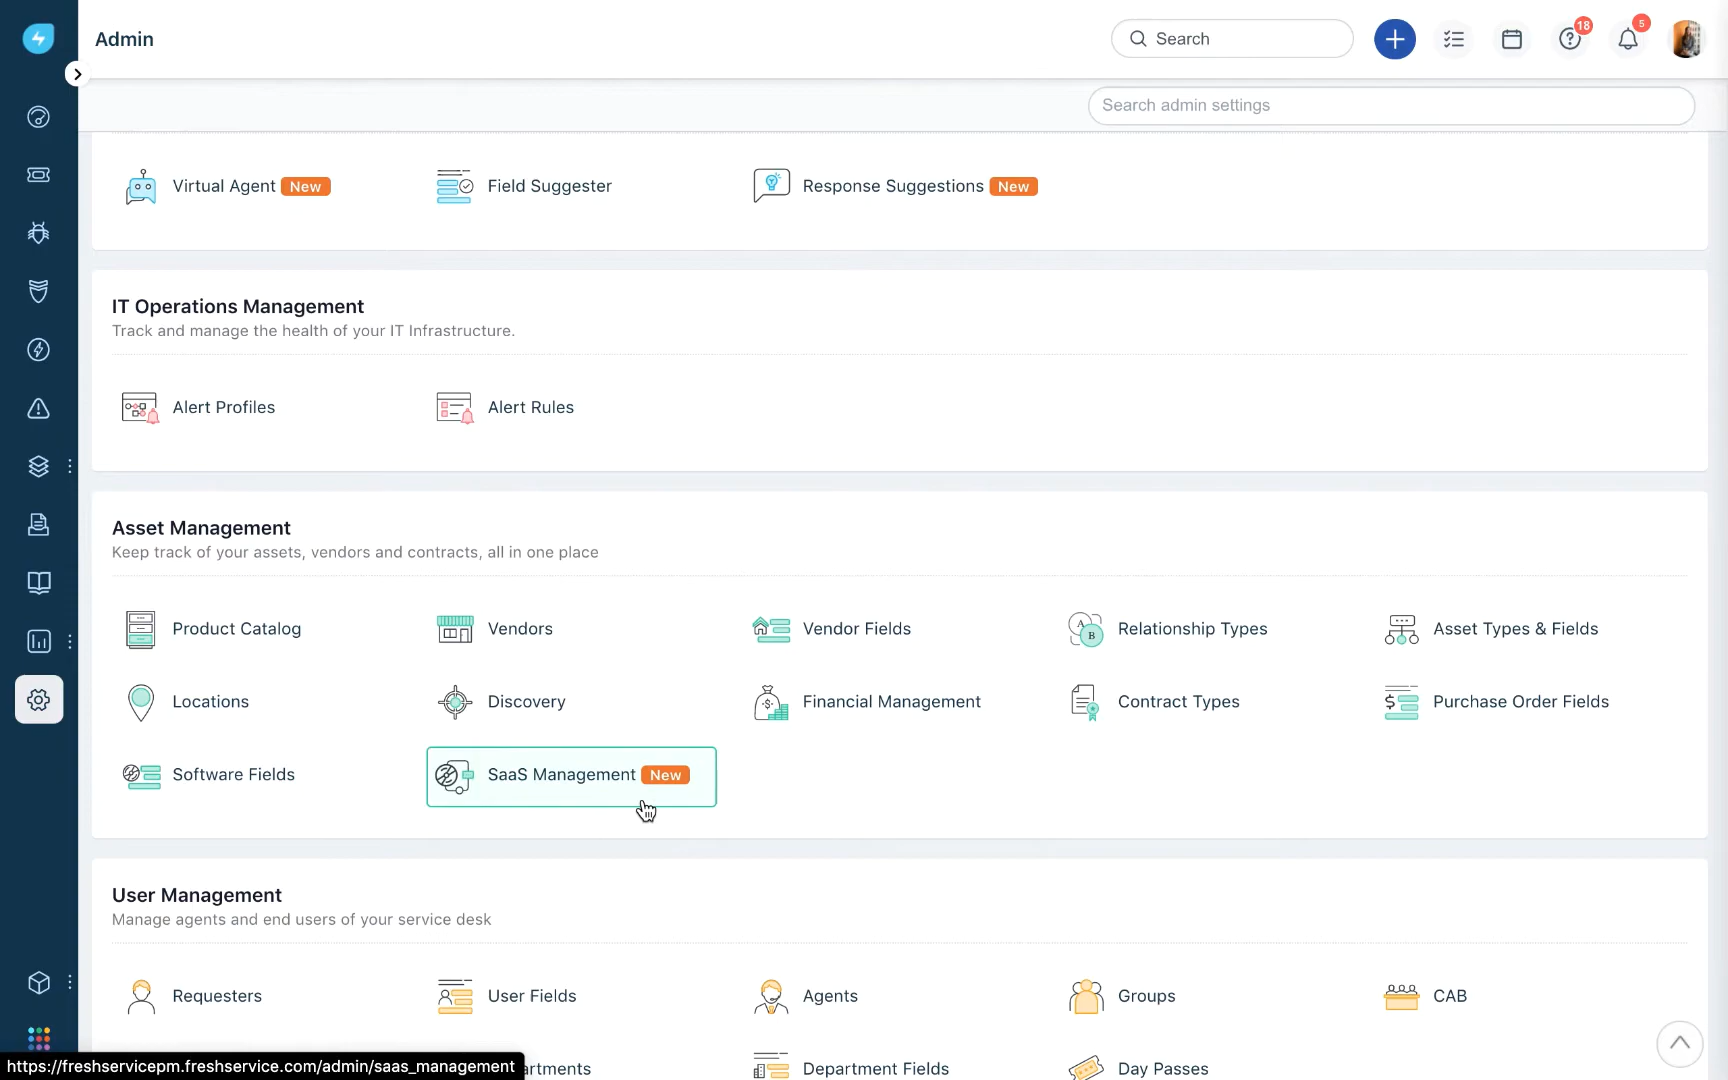 Admin
Search
18
5
Search admin settings
Virtual Agent New
Field Suggester
Response Suggestions New
IT Operations Management
Track and manage the health of your IT Infrastructure.
Alert Profiles
Alert Rules
Asset Management
Keep track of your assets, vendors and contracts, all in one place
Product Catalog
Vendors
Vendor Fields
A
B
Relationship Types
Asset Types & Fields
Locations
Discovery
$
Financial Management
Contract Types
$
Purchase Order Fields
Software Fields
SaaS Management New
User Management
Manage agents and end users of your service desk
Requesters
User Fields
Agents
Groups
CAB
artments
Department Fields
Day Passes
https://freshservicepm.freshservice.com/admin/saas_management